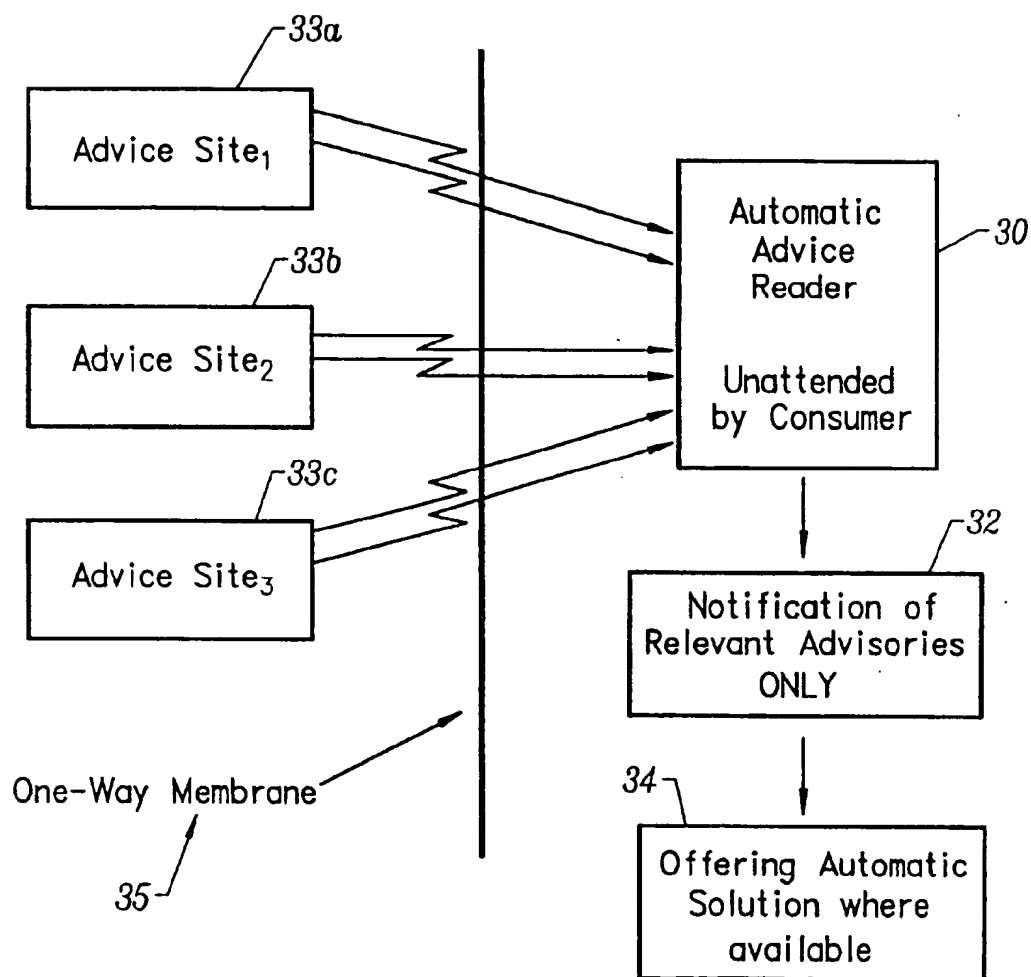 33a
Advice Site₁
33b
Advice Site₂
33c
Advice Site₃
One-Way Membrane
35
Automatic
Advice
Reader
Unattended
by Consumer
30
32
Notification of
Relevant Advisories
ONLY
34
Offering Automatic
Solution where
available